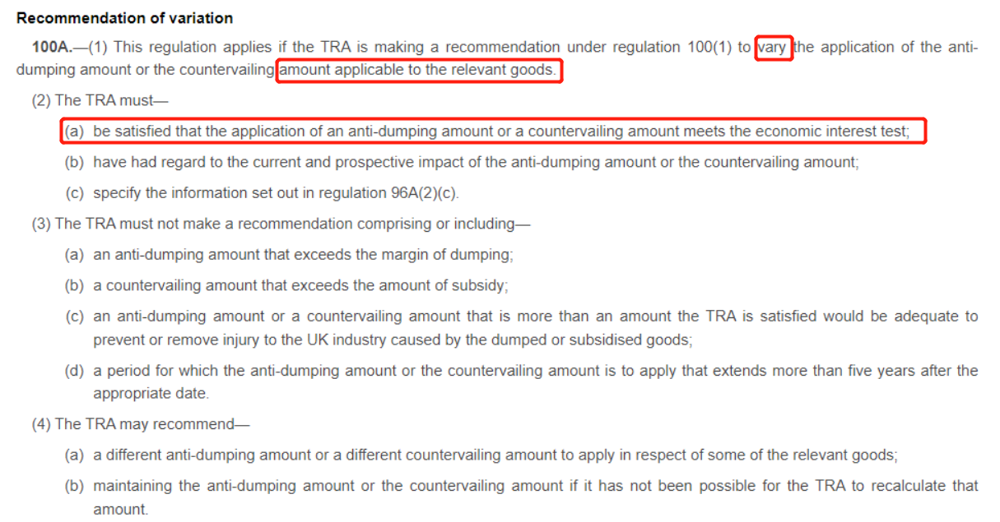 Recommendation of variation
100A.—(1) This regulation applies if the TRA is making a recommendation under regulation 100(1) to vary the application of the anti-
dumping amount or the countervailing amount applicable to the relevant goods.
(2) The TRA must—
(a) be satisfied that the application of an anti-dumping amount or a countervailing amount meets the economic interest test;
(b) have had regard to the current and prospective impact of the anti-dumping amount or the countervailing amount;
(c) specify the information set out in regulation 96A(2)(c).
(3) The TRA must not make a recommendation comprising or including—
(a) an anti-dumping amount that exceeds the margin of dumping;
(b) a countervailing amount that exceeds the amount of subsidy;
(c) an anti-dumping amount or a countervailing amount that is more than an amount the TRA is satisfied would be adequate to
prevent or remove injury to the UK industry caused by the dumped or subsidised goods;
(d) a period for which the anti-dumping amount or the countervailing amount is to apply that extends more than five years after the
appropriate date.
(4) The TRA may recommend—
(a) a different anti-dumping amount or a different countervailing amount to apply in respect of some of the relevant goods;
(b) maintaining the anti-dumping amount or the countervailing amount if it has not been possible for the TRA to recalculate that
amount.